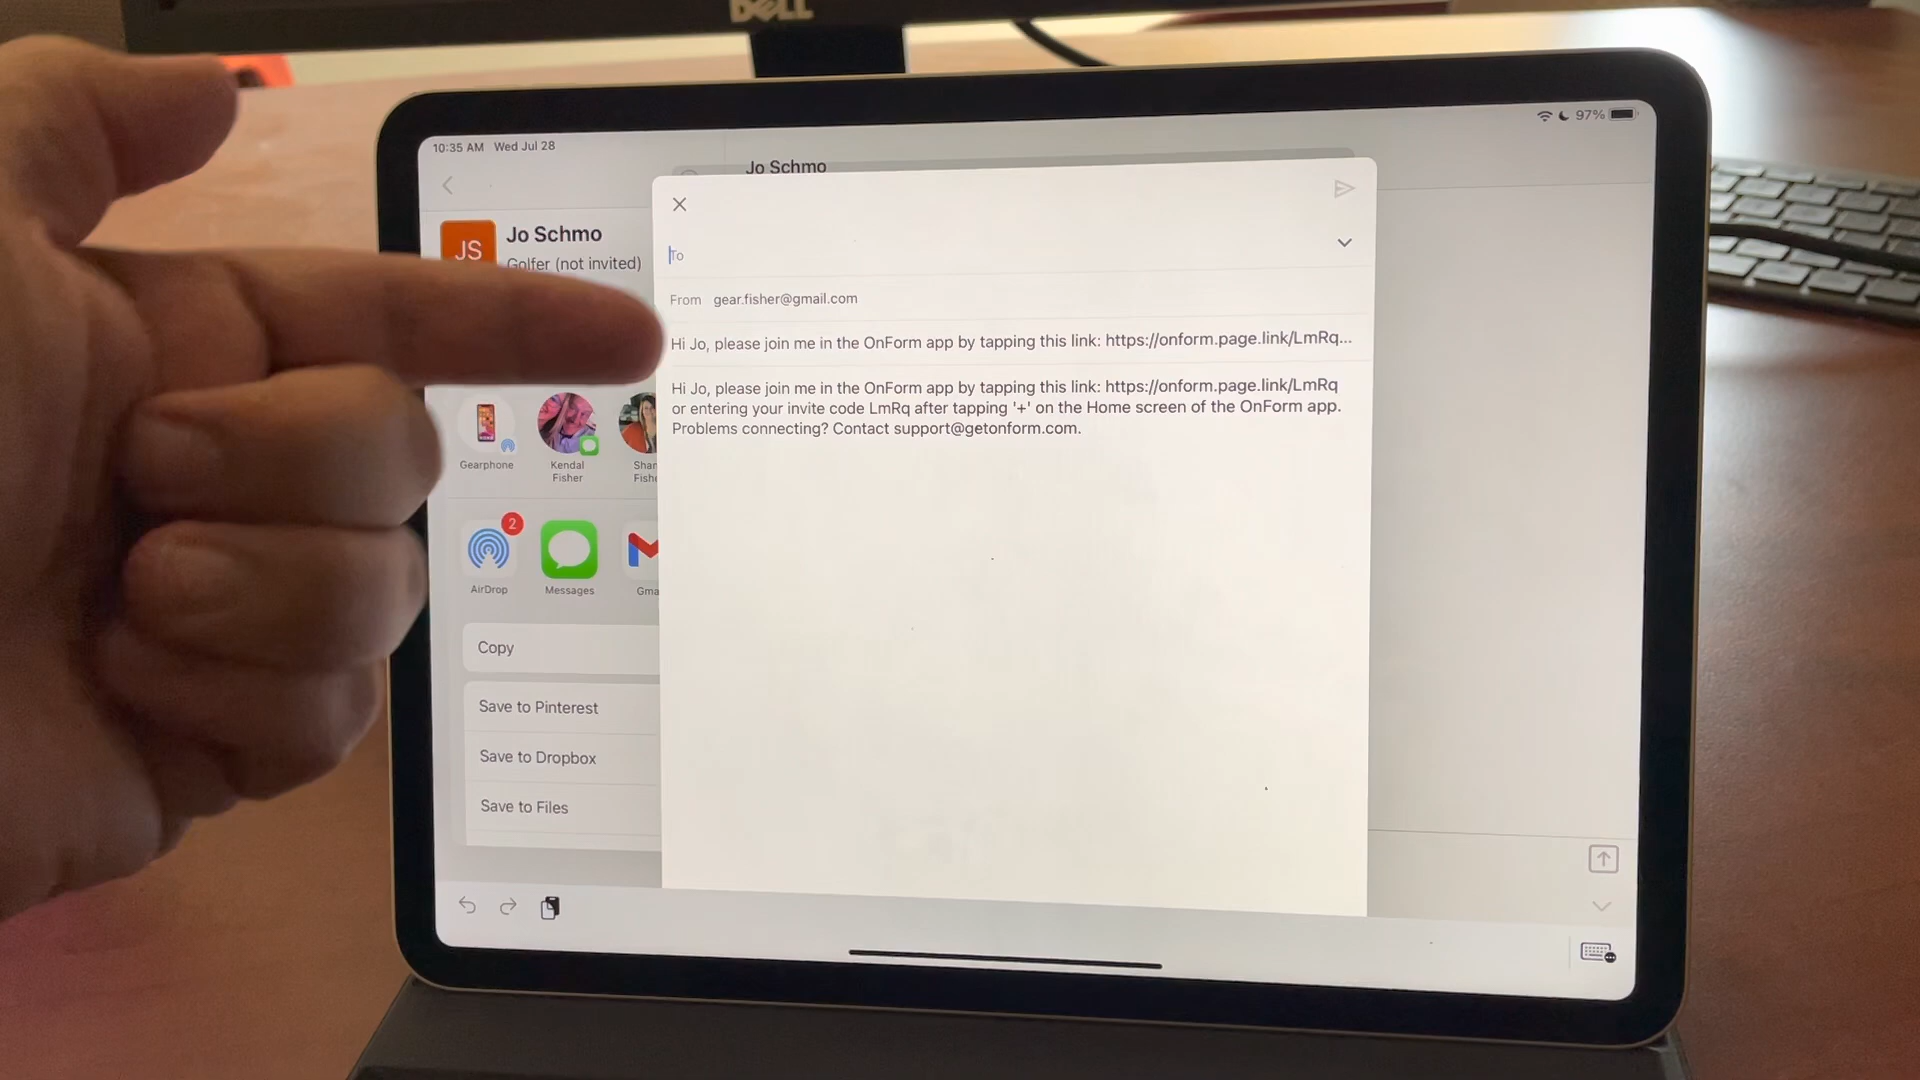 DELL
10:35 AM Wed Jul 28
97%
Jo Schmo
JS
Jo Schmo
Golfer (not invited)
To
From gear.fisher@gmail.com
Hi Jo, please join me in the OnForm app by tapping this link: https://onform.page.link/LmRq...
Hi Jo, please join me in the OnForm app by tapping this link: https://onform.page.link/LmRq
or entering your invite code LmRq after tapping '+' on the Home screen of the OnForm app.
Problems connecting? Contact support@getonform.com.
Gearphone
Kendal
Fisher
Shar
Fishe
2
AirDrop
Messages
Gma
Copy
Save to Pinterest
Save to Dropbox
Save to Files